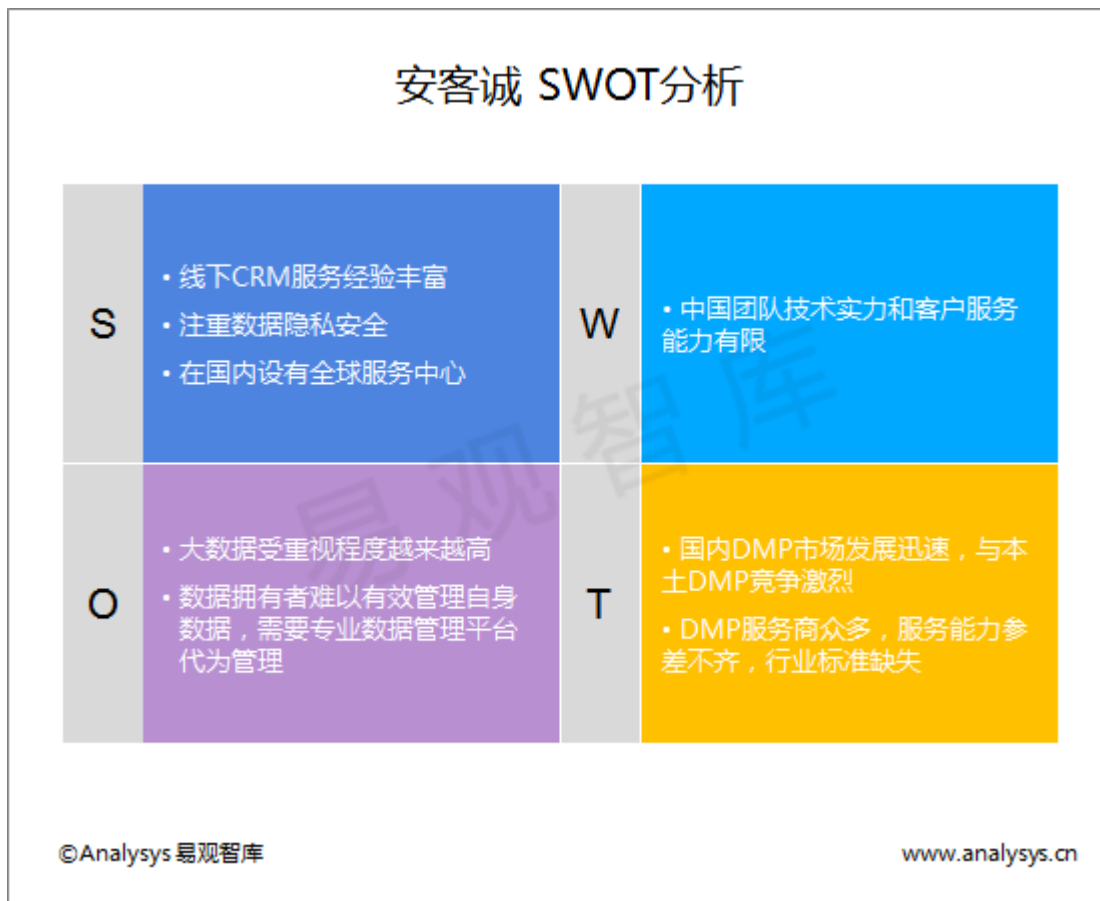 安客诚 SWOT分析
S
• 线下CRM服务经验丰富
• 注重数据隐私安全
• 在国内设有全球服务中心
W
• 中国团队技术实力和客户服务
能力有限
O
• 大数据受重视程度越来越高
• 数据拥有者难以有效管理自身
数据，需要专业数据管理平台
代为管理
T
• 国内DMP市场发展迅速，与本
土DMP竞争激烈
• DMP服务商众多，服务能力参
差不齐，行业标准缺失
易观智库
©Analysys 易观智库
www.analysys.cn